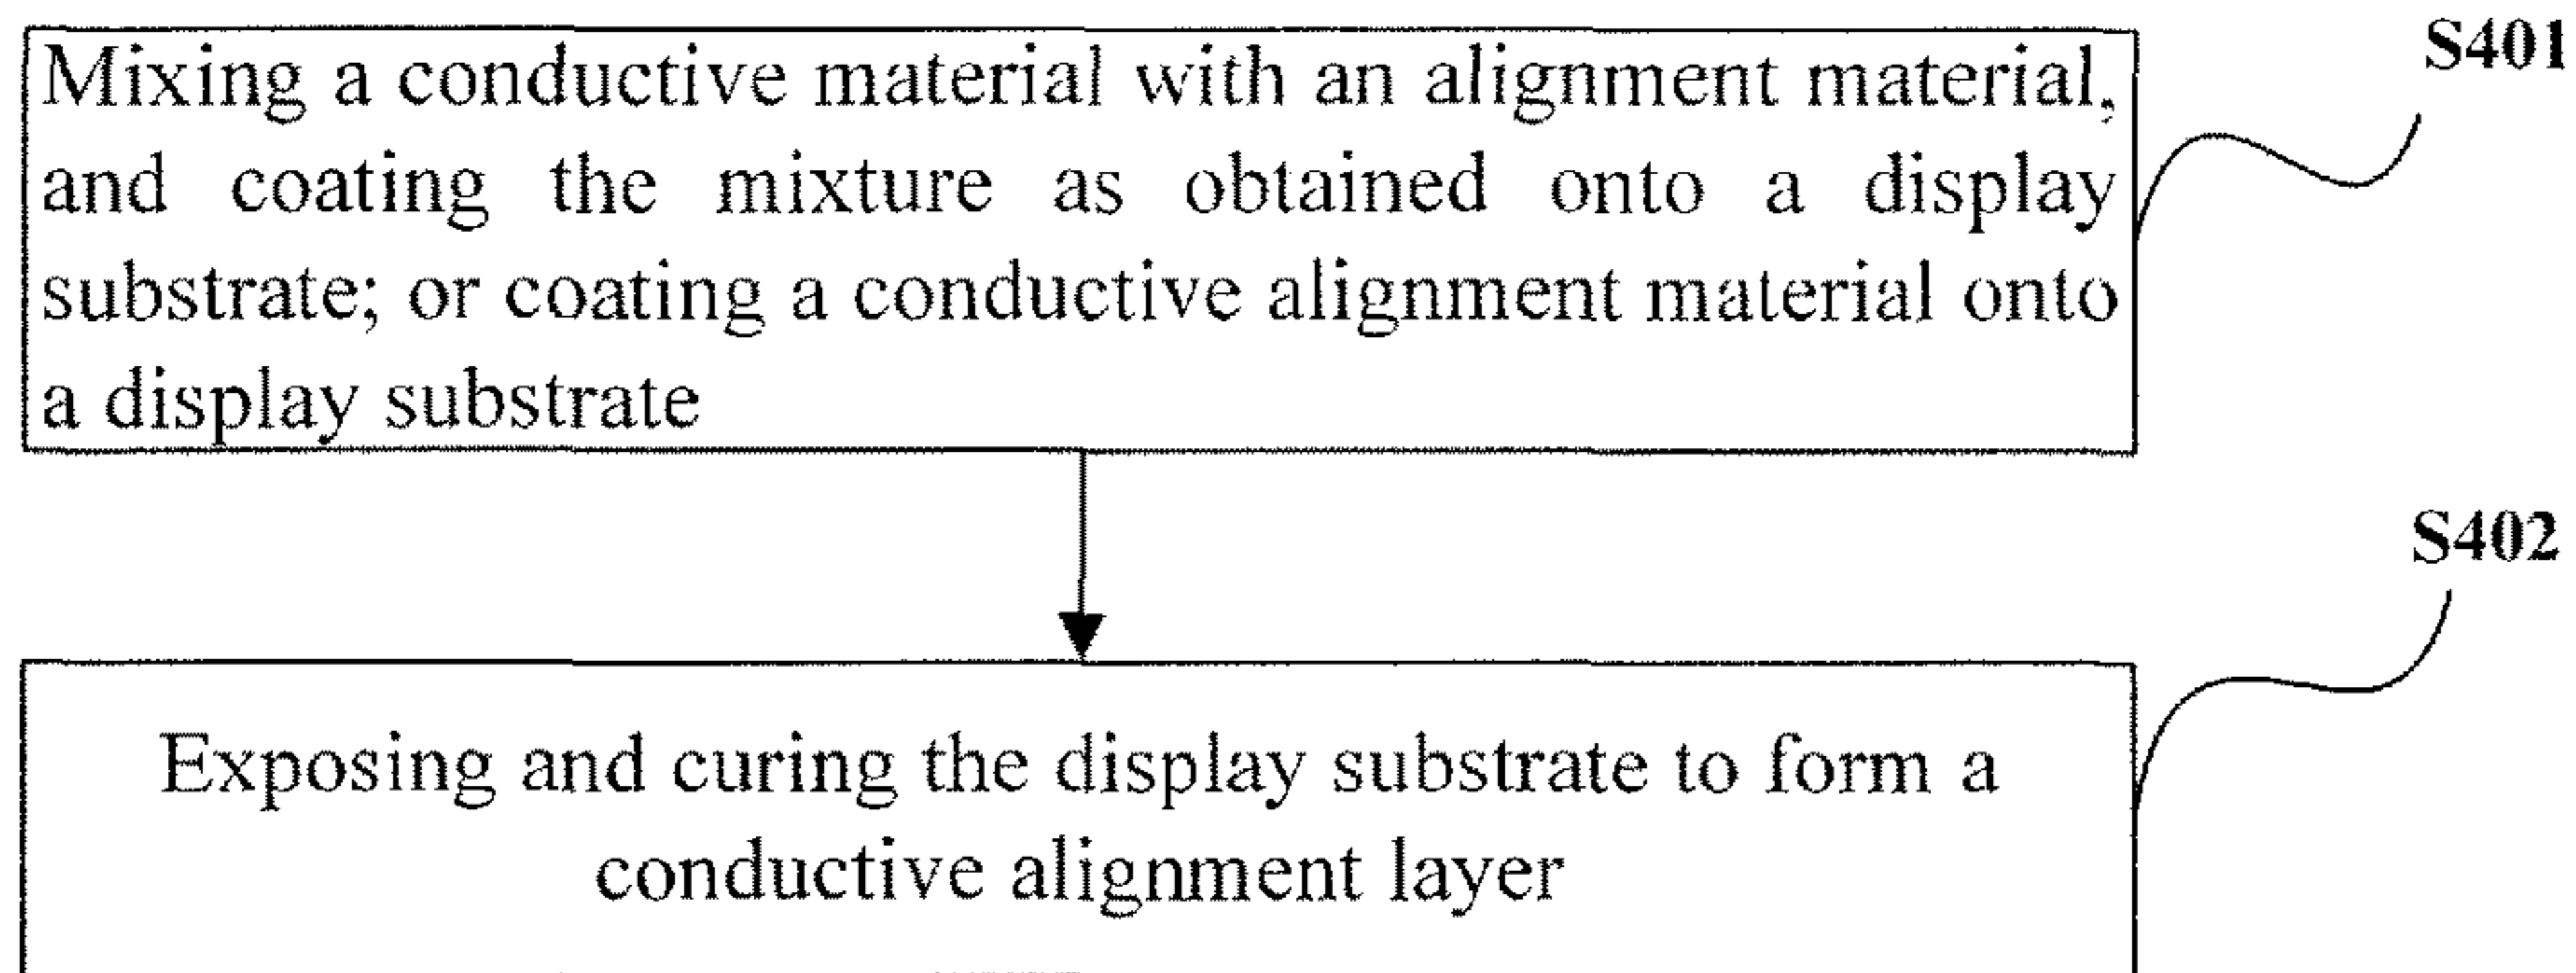 Mixing a conductive material with an alignment material,
and coating the mixture as obtained onto a display
substrate; or coating a conductive alignment material onto
a display substrate
S401
S402
Exposing and curing the display substrate to form a
conductive alignment layer